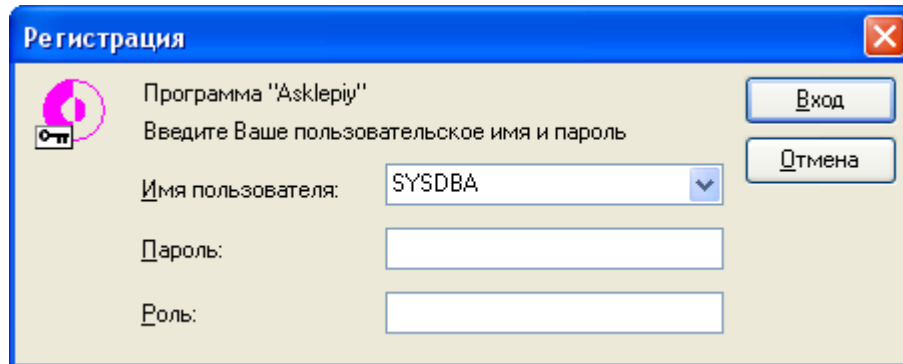 Регистрация
Программа "Asklepiy"
Введите Ваше пользовательское имя и пароль
Имя пользователя: SYSDBA
Пароль:
Роль:
Вход
Отмена